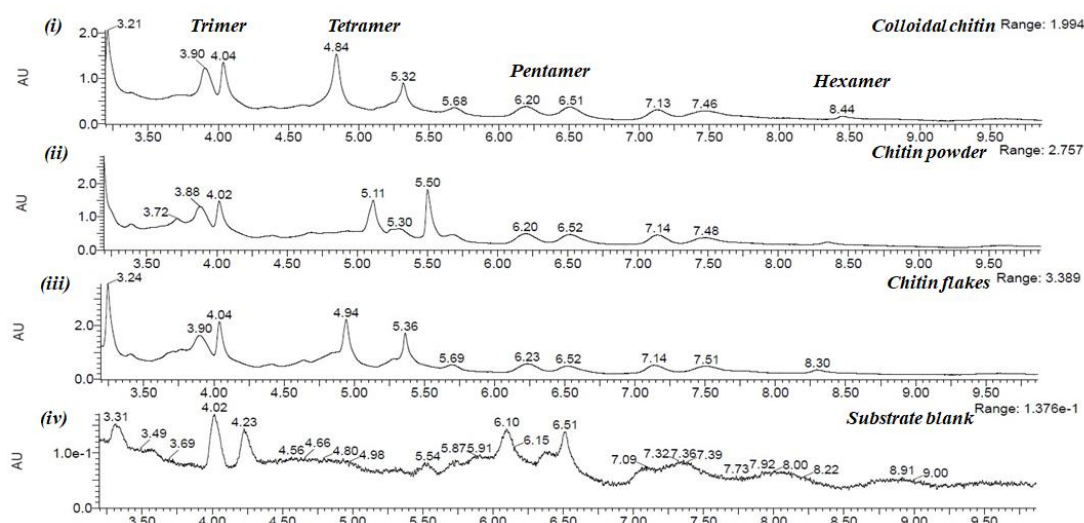 (i) Trimer Tetramer Colloidal chitin Range: 1.994
3.21
2.0
3.90 4.04 4.84
Pentamer Hexamer
5.32
AU 1.0
5.68 6.20 6.51 7.13 7.46 8.44
0.0
3.50 4.00 4.50 5.00 5.50 6.00 6.50 7.00 7.50 8.00 8.50 9.00 9.50
(ii) Chitin powder Range: 2.757
2.0
3.72 3.88 4.02 5.11 5.30 5.50
AU 1.0
6.20 6.52 7.14 7.48
0.0
3.50 4.00 4.50 5.00 5.50 6.00 6.50 7.00 7.50 8.00 8.50 9.00 9.50
(iii) Chitin flakes Range: 3.389
3.24
4.04 4.94
AU 2.0
3.90 5.36
5.69 6.23 6.52 7.14 7.51 8.30
0.0
3.50 4.00 4.50 5.00 5.50 6.00 6.50 7.00 7.50 8.00 8.50 9.00 9.50
(iv) Substrate blank Range: 1.376e-1
3.31 4.02 4.23 6.10 6.51
3.49 3.69 4.56 4.66 4.80 4.98 5.54 5.87 5.91 6.15
AU 1.0e-1
7.09 7.32 7.36 7.39 7.73 7.92 8.00 8.22 8.91 9.00
0.0
3.50 4.00 4.50 5.00 5.50 6.00 6.50 7.00 7.50 8.00 8.50 9.00 9.50